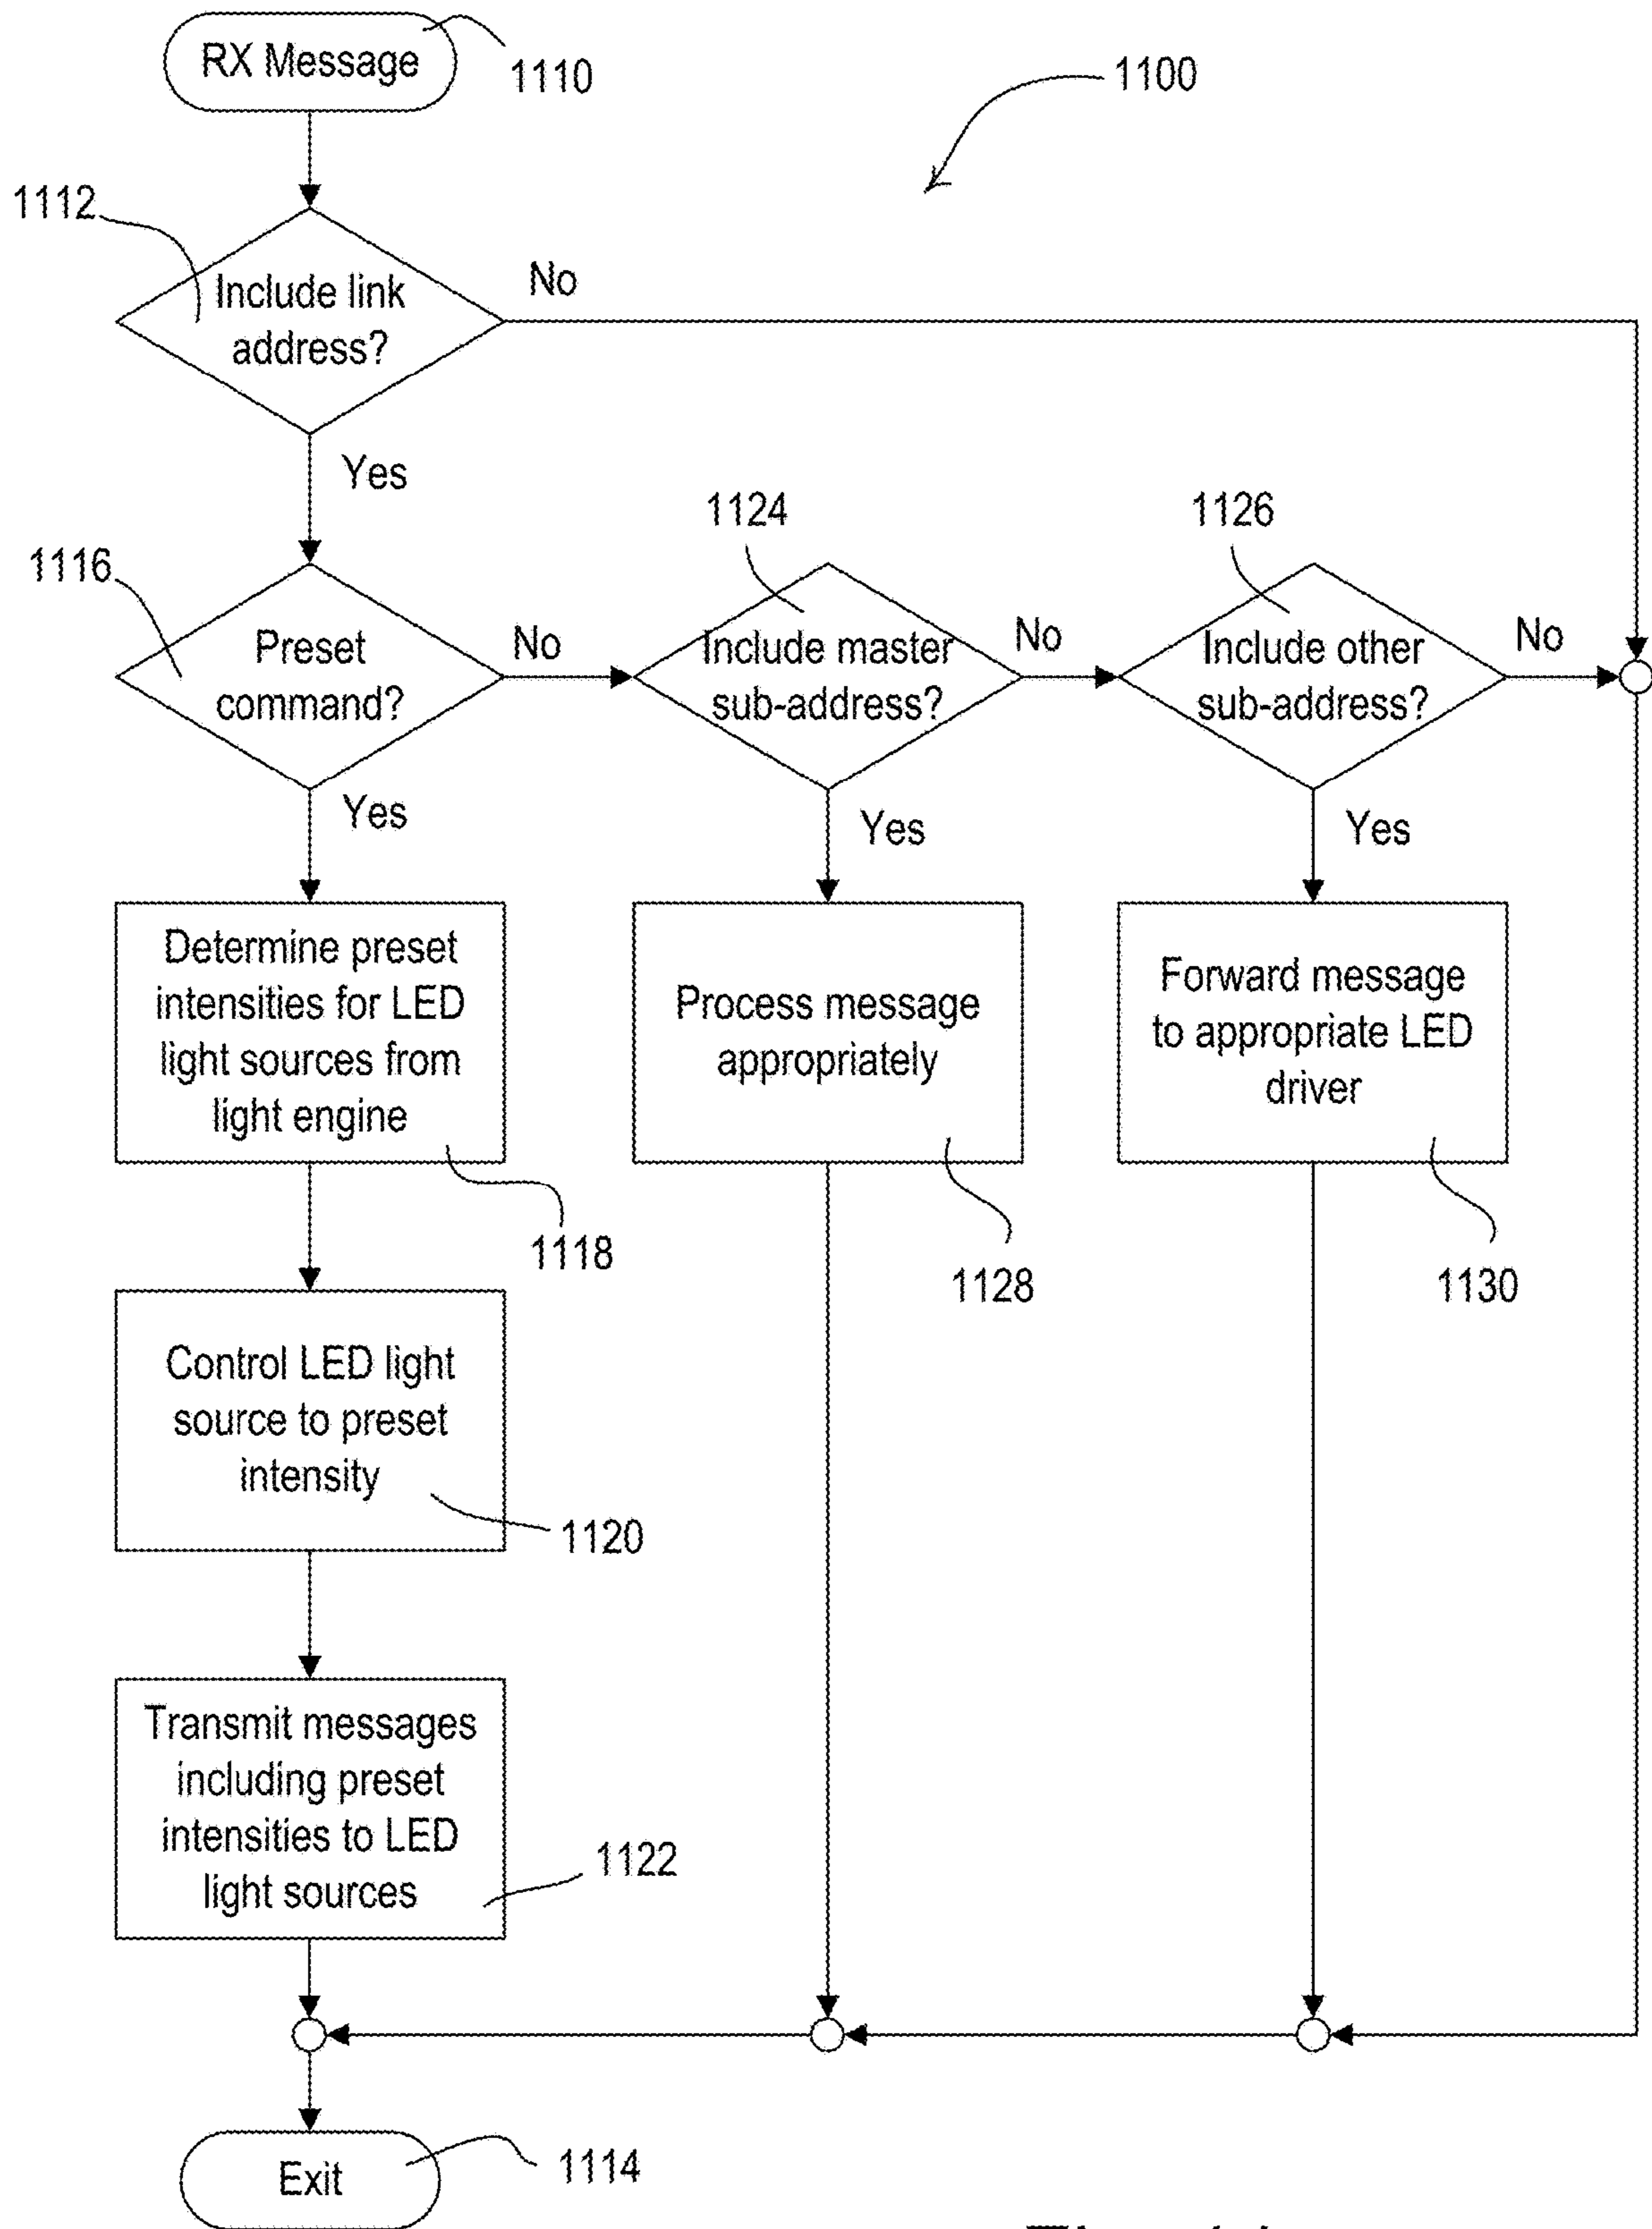 RX Message
1110
1100
1112
Include link
address?
No
Yes
1124
1126
1116
Preset
command?
No
Include master
sub-address?
No
Include other
sub-address?
No
Yes
Yes
Yes
Determine preset
intensities for LED
light sources from
light engine
Process message
appropriately
Forward message
to appropriate LED
driver
1118
1128
1130
Control LED light
source to preset
intensity
1120
Transmit messages
including preset
intensities to LED
light sources
1122
Exit
1114